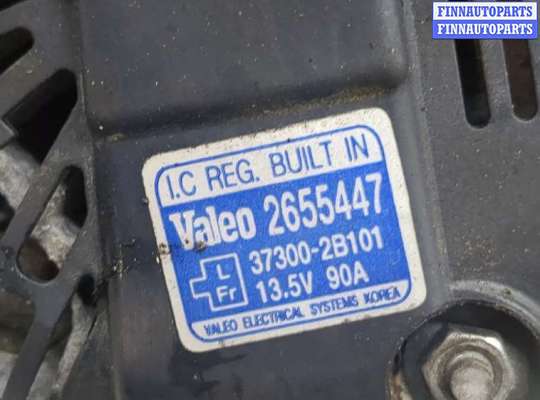 FINNAUTOPARTS
FINNAUTOPARTS
I.C REG. BUILT IN
Valeo 2655447
37300-2B101
L
Fr
13.5V 90A
VALEO ELECTRICAL SYSTEMS KOREA